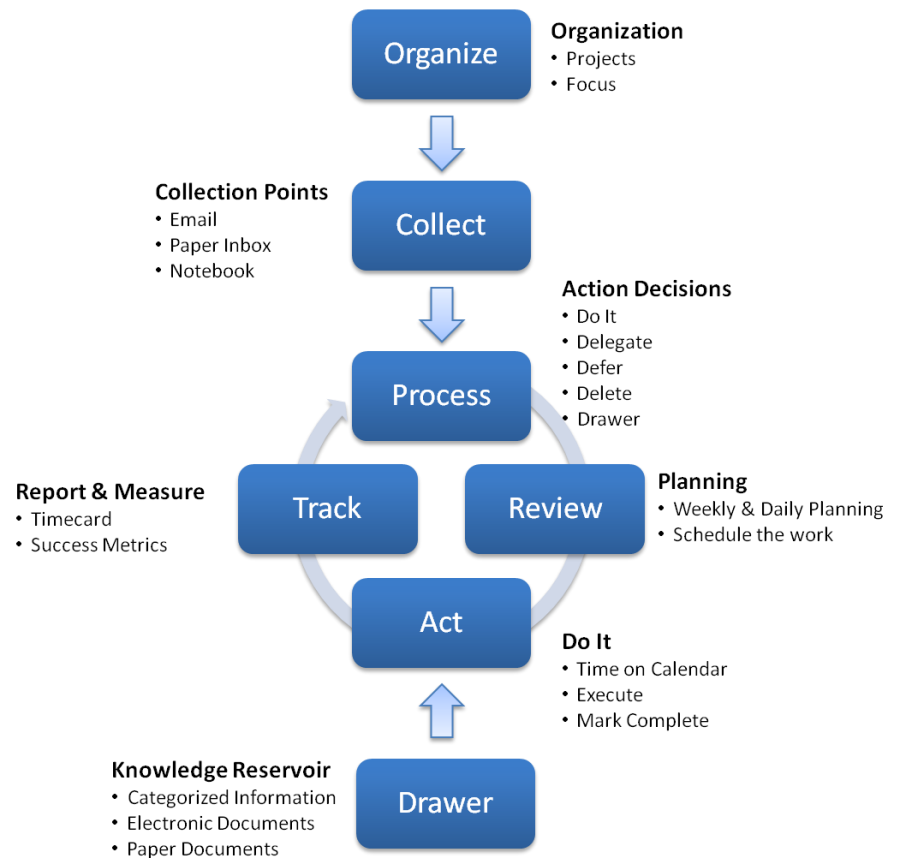 Organize
Organization
• Projects
• Focus
Collection Points
• Email
• Paper Inbox
• Notebook
Collect
Action Decisions
• Do It
• Delegate
• Defer
• Delete
• Drawer
Process
Report & Measure
• Timecard
• Success Metrics
Track
Review
Planning
• Weekly & Daily Planning
• Schedule the work
Act
Do It
• Time on Calendar
• Execute
• Mark Complete
Knowledge Reservoir
• Categorized Information
• Electronic Documents
• Paper Documents
Drawer